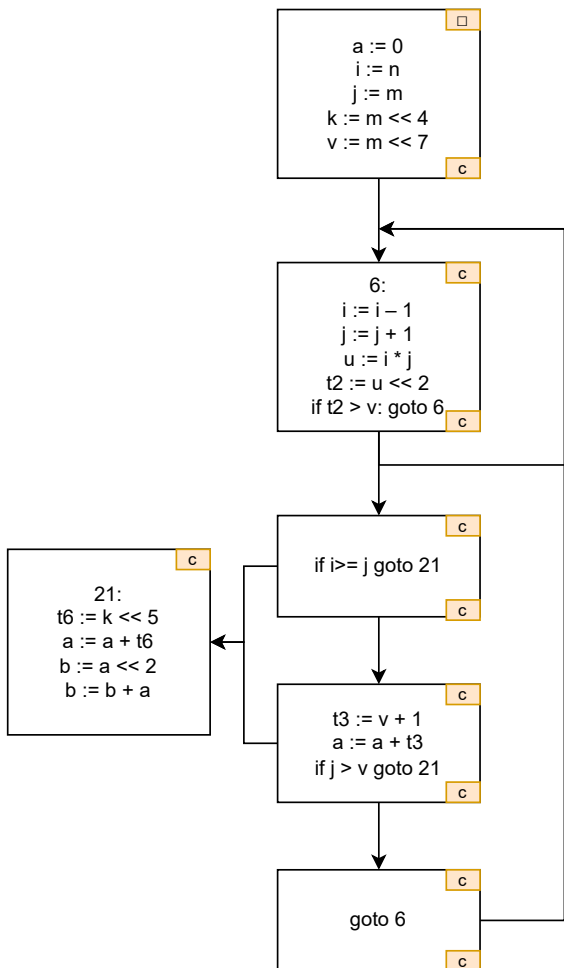 □
a := 0
i := n
j := m
k := m << 4
v := m << 7
c
c
6:
i := i – 1
j := j + 1
u := i * j
t2 := u << 2
if t2 > v: goto 6
c
c
if i>= j goto 21
c
c
21:
t6 := k << 5
a := a + t6
b := a << 2
b := b + a
c
t3 := v + 1
a := a + t3
if j > v goto 21
c
c
goto 6
c